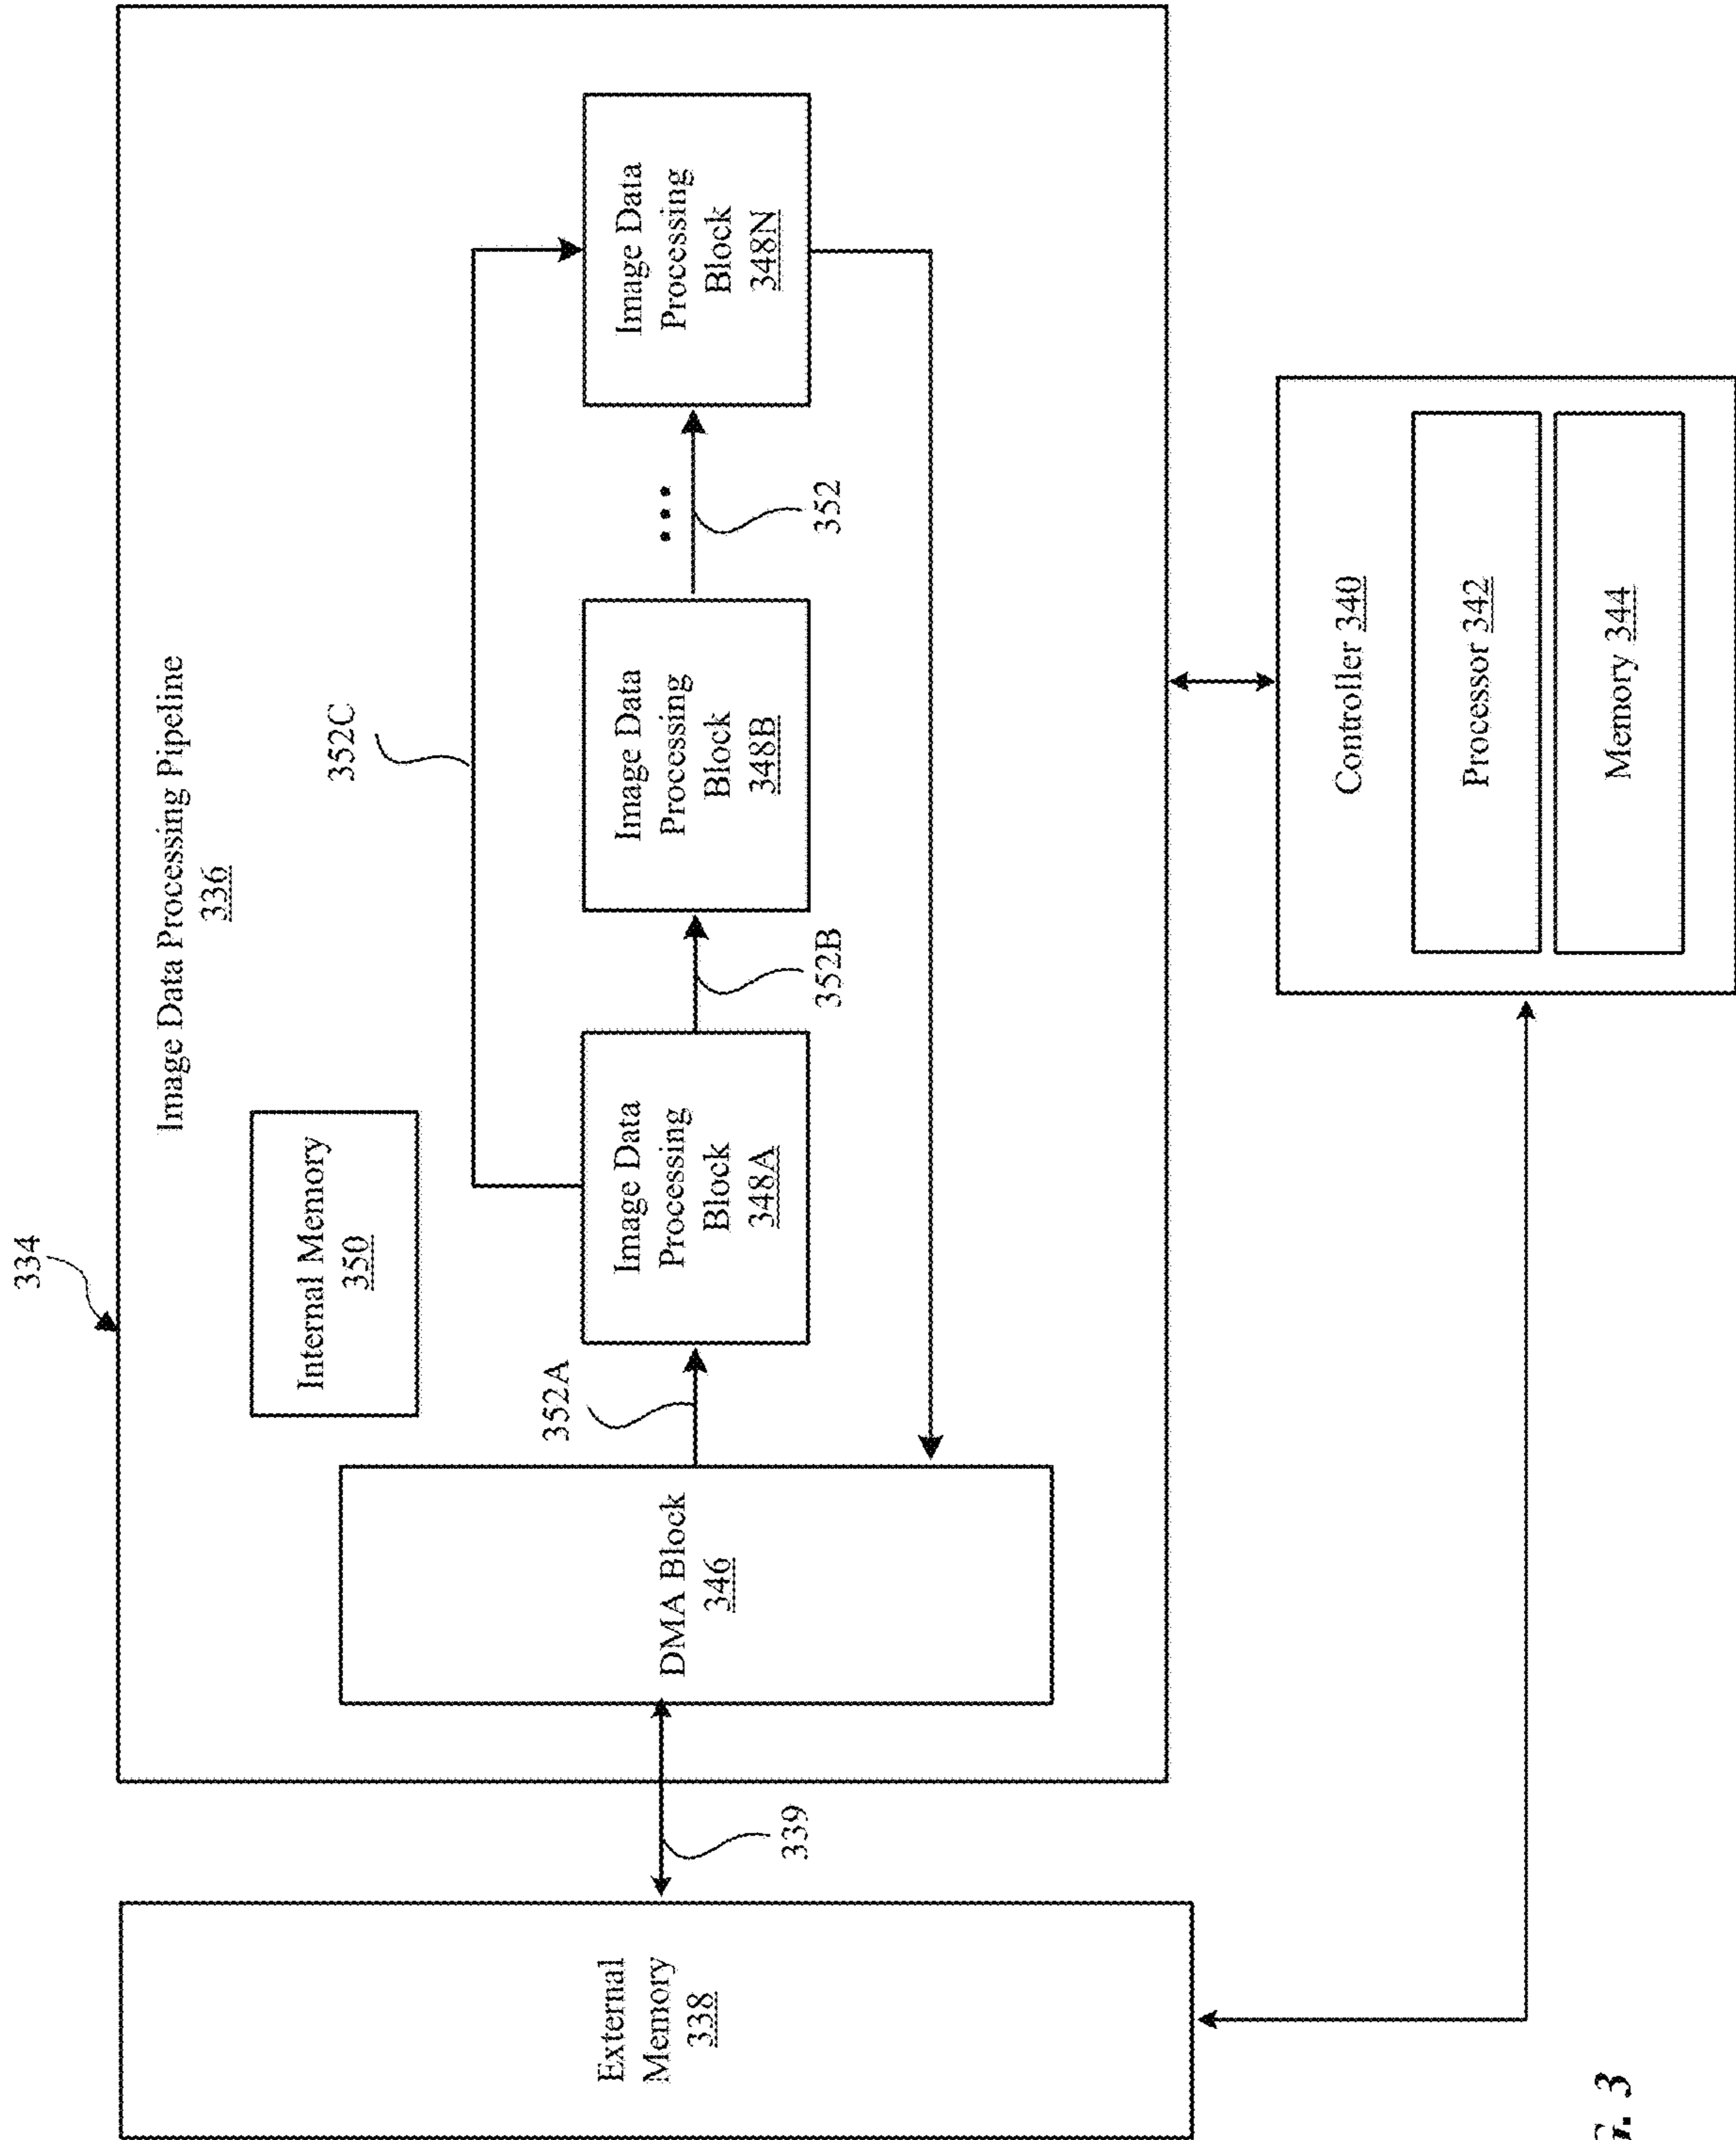 334
Image Data Processing Pipeline
336
Internal Memory
350
352C
External
Memory
338
339
DMA Block
346
352A
Image Data
Processing
Block
348A
352B
Image Data
Processing
Block
348B
...
352
Image Data
Processing
Block
348N
Controller 340
Processor 342
Memory 344
3